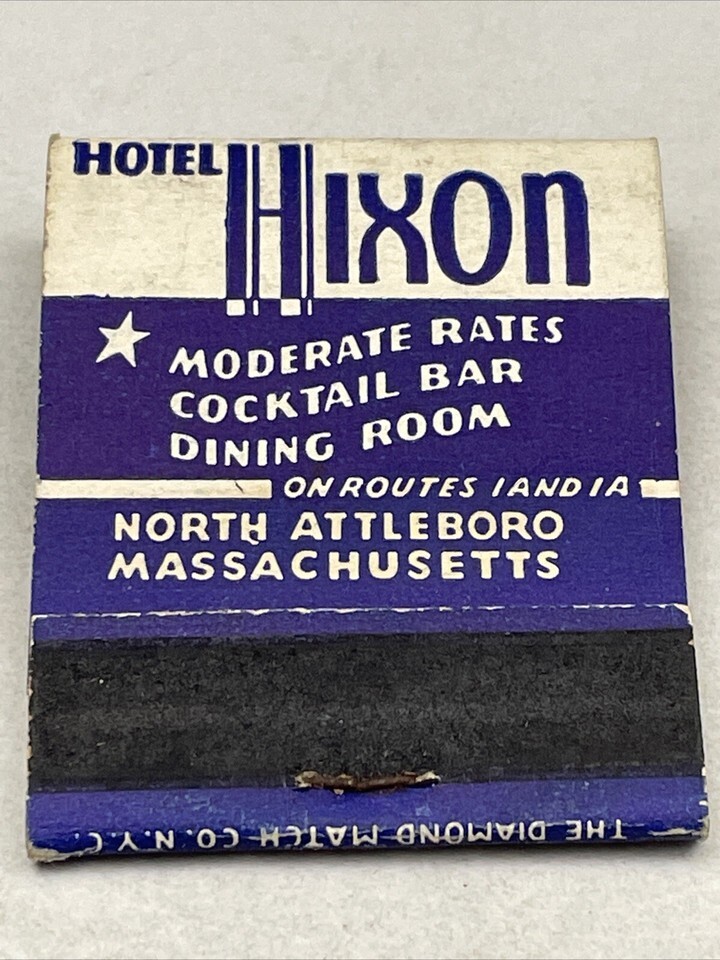 HOTEL HIXON
MODERATE RATES
COCKTAIL BAR
DINING ROOM
ON ROUTES 1 AND 1A
NORTH ATTLEBORO
MASSACHUSETTS
THE DIAMOND MATCH CO. N.Y.C.